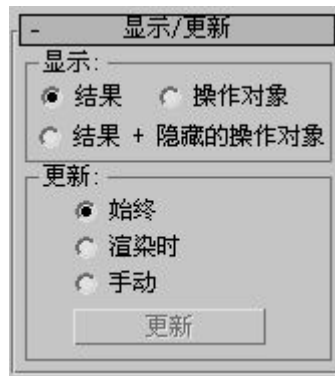 - 显示/更新
显示:
结果 操作对象
结果 + 隐藏的操作对象
更新:
始终
渲染时
手动
更新